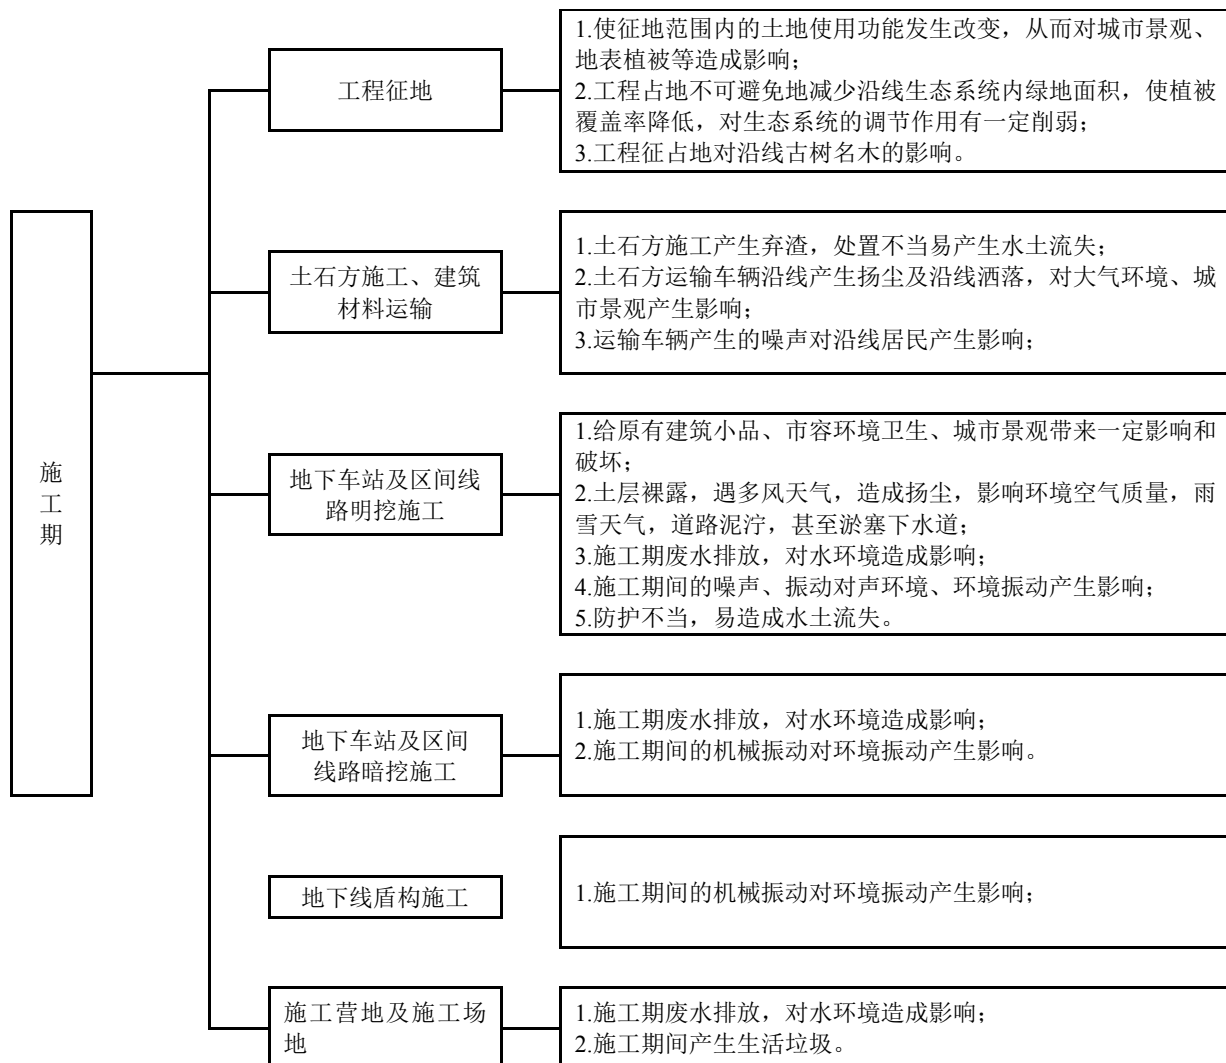 施
工
期
工程征地
1.使征地范围内的土地使用功能发生改变，从而对城市景观、
地表植被等造成影响；
2.工程占地不可避免地减少沿线生态系统内绿地面积，使植被
覆盖率降低，对生态系统的调节作用有一定削弱；
3.工程征占地对沿线古树名木的影响。
土石方施工、建筑
材料运输
1.土石方施工产生弃渣，处置不当易产生水土流失；
2.土石方运输车辆沿线产生扬尘及沿线洒落，对大气环境、城
市景观产生影响；
3.运输车辆产生的噪声对沿线居民产生影响；
地下车站及区间线
路明挖施工
1.给原有建筑小品、市容环境卫生、城市景观带来一定影响和
破坏；
2.土层裸露，遇多风天气，造成扬尘，影响环境空气质量，雨
雪天气，道路泥泞，甚至淤塞下水道；
3.施工期废水排放，对水环境造成影响；
4.施工期间的噪声、振动对声环境、环境振动产生影响；
5.防护不当，易造成水土流失。
地下车站及区间
线路暗挖施工
1.施工期废水排放，对水环境造成影响；
2.施工期间的机械振动对环境振动产生影响。
地下线盾构施工
1.施工期间的机械振动对环境振动产生影响；
施工营地及施工场
地
1.施工期废水排放，对水环境造成影响；
2.施工期间产生生活垃圾。